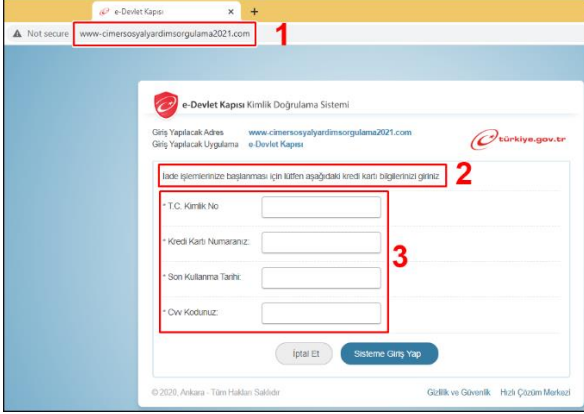 e-Devlet Kapısı
Not secure www-cimersosyalyardimsorgulama2021.com
1
e-Devlet Kapısı Kimlik Doğrulama Sistemi
Giriş Yapılacak Adres www-cimersosyalyardimsorgulama2021.com
Giriş Yapılacak Uygulama e-Devlet Kapısı
türkiye.gov.tr
İade işlemlerinize başlanması için lütfen aşağıdaki kredi kartı bilgilerinizi giriniz
2
* T.C. Kimlik No
* Kredi Kartı Numaranız:
3
* Son Kullanma Tarihi:
* Cvv Kodunuz:
İptal Et
Sisteme Giriş Yap
© 2020, Ankara - Tüm Hakları Saklıdır
Gizlilik ve Güvenlik Hızlı Çözüm Merkezi